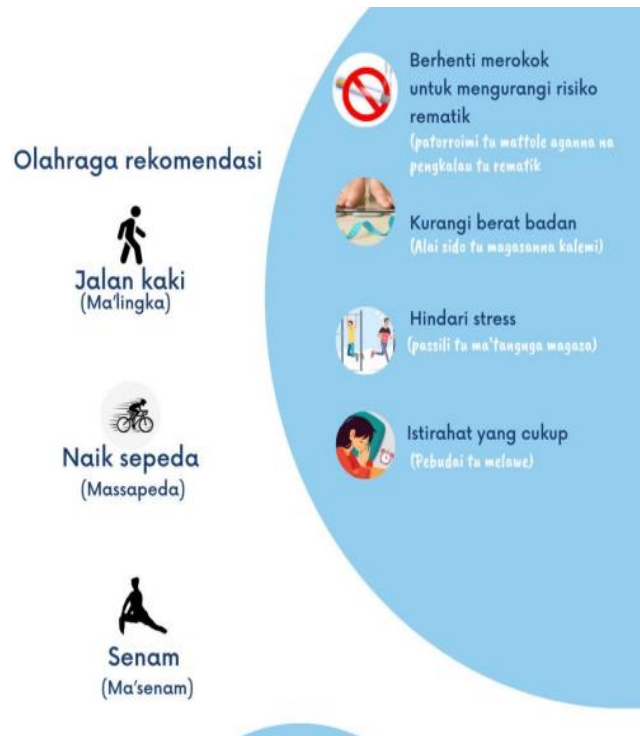 Olahraga rekomendasi
Jalan kaki
(Ma'lingka)
Naik sepeda
(Massapeda)
Senam
(Ma'senam)
Berhenti merokok
untuk mengurangi risiko
rematik
(patorroimi tu mattole aganna na
pengkalau tu rematik
Kurangi berat badan
(Alai sido tu magasanna kalemi)
Hindari stress
(passili tu ma'tangnga magasa)
Istirahat yang cukup
(Pebudai tu melawe)